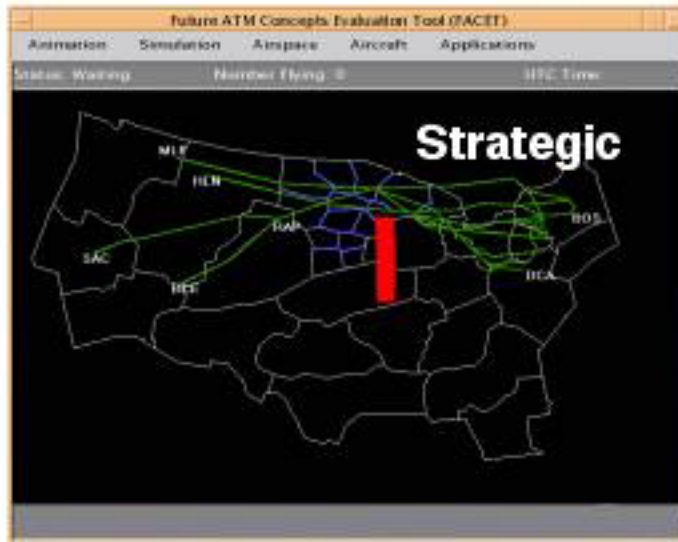 Future ATM Concepts Evaluation Tool (FACET)
Animation Simulation Airspace Aircraft Applications
Status: Waiting Number Flying: 0 UTC Time:
Strategic
MLP
HLN
RAP
BOS
SAC
DCA